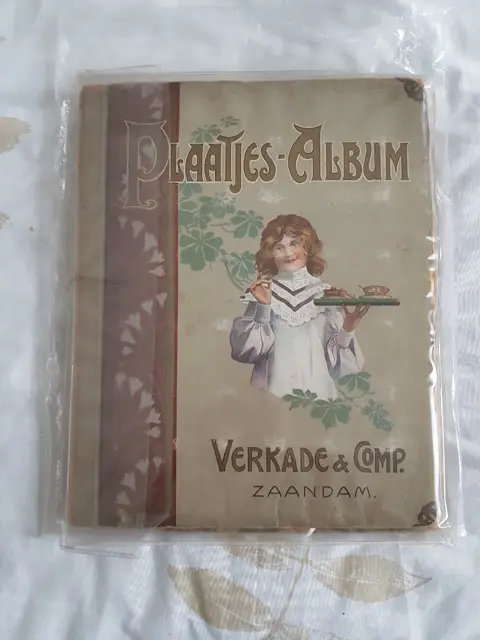 PLAATJES-ALBUM
VERKADE & COMP.
ZAANDAM.